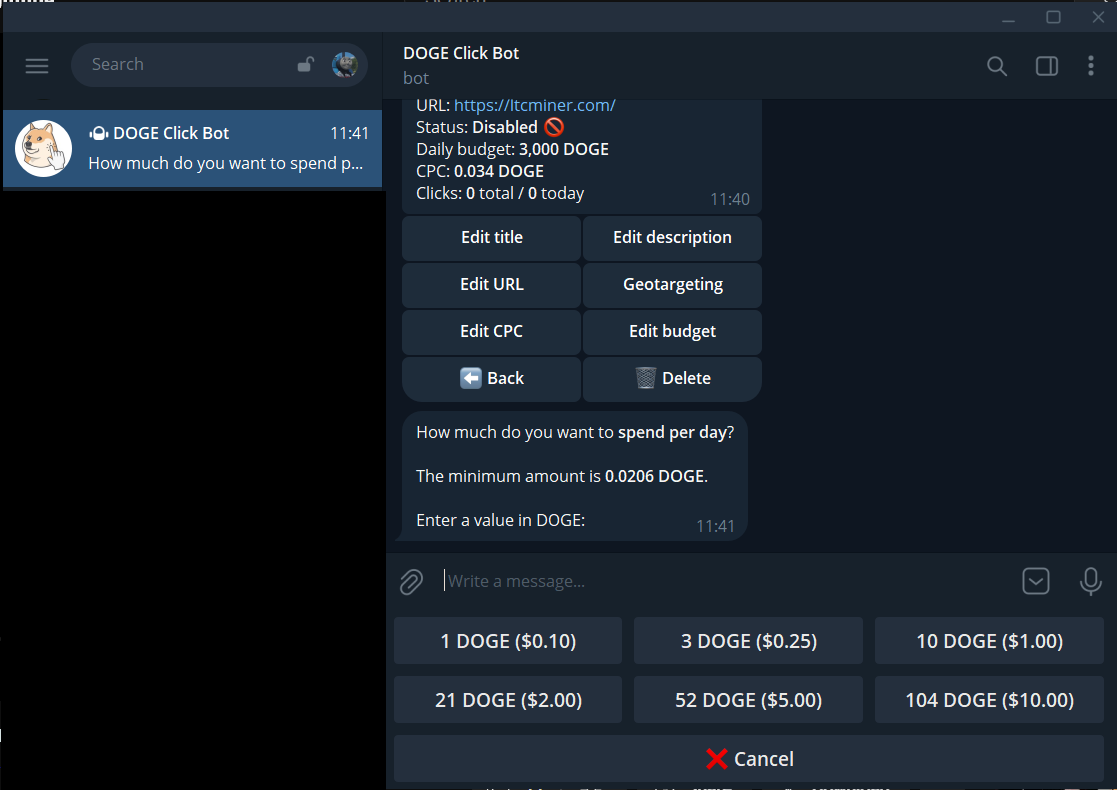 Search
DOGE Click Bot
11:41
How much do you want to spend p...
DOGE Click Bot
bot
URL: https://ltcminer.com/
Status: Disabled 🚫
Daily budget: 3,000 DOGE
CPC: 0.034 DOGE
Clicks: 0 total / 0 today
11:40
Edit title
Edit description
Edit URL
Geotargeting
Edit CPC
Edit budget
⬅️ Back
🗑️ Delete
How much do you want to spend per day?
The minimum amount is 0.0206 DOGE.
Enter a value in DOGE:
11:41
Write a message...
1 DOGE ($0.10)
3 DOGE ($0.25)
10 DOGE ($1.00)
21 DOGE ($2.00)
52 DOGE ($5.00)
104 DOGE ($10.00)
❌ Cancel